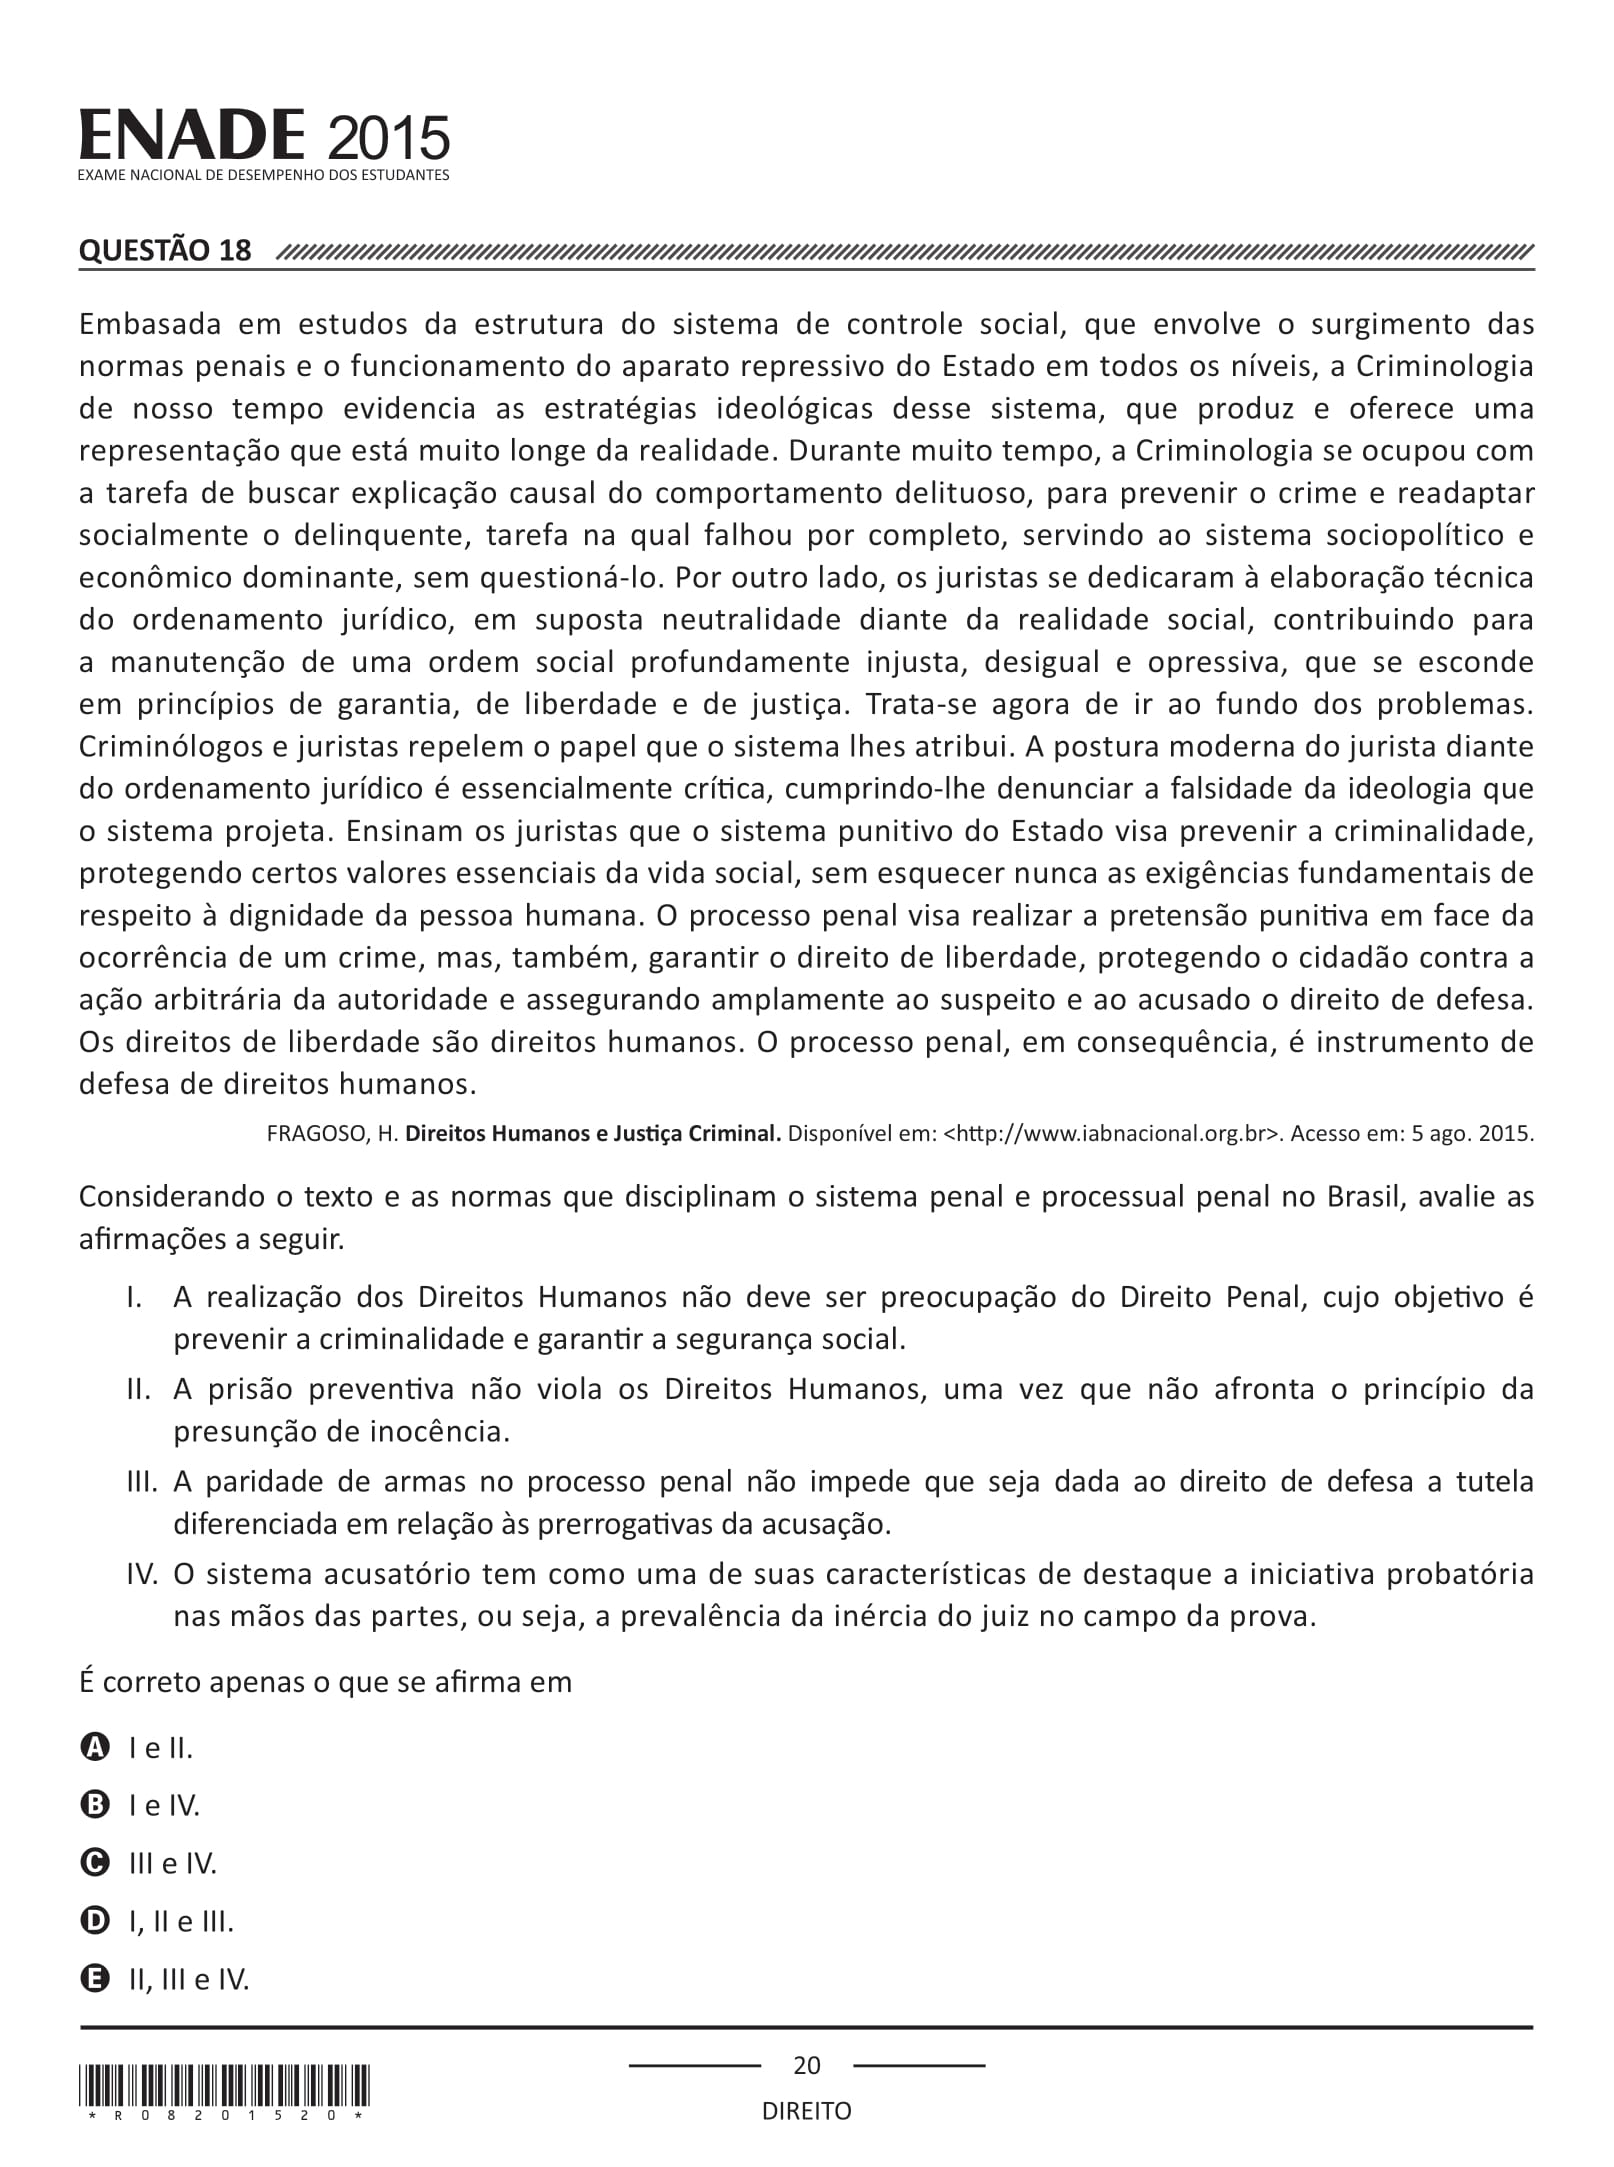 ENADE 2015
EXAME NACIONAL DE DESEMPENHO DOS ESTUDANTES
QUESTÃO 18
Embasada em estudos da estrutura do sistema de controle social, que envolve o surgimento das
normas penais e o funcionamento do aparato repressivo do Estado em todos os níveis, a Criminologia
de nosso tempo evidencia as estratégias ideológicas desse sistema, que produz e oferece uma
representação que está muito longe da realidade. Durante muito tempo, a Criminologia se ocupou com
a tarefa de buscar explicação causal do comportamento delituoso, para prevenir o crime e readaptar
socialmente o delinquente, tarefa na qual falhou por completo, servindo ao sistema sociopolítico e
econômico dominante, sem questioná-lo. Por outro lado, os juristas se dedicaram à elaboração técnica
do ordenamento jurídico, em suposta neutralidade diante da realidade social, contribuindo para
a manutenção de uma ordem social profundamente injusta, desigual e opressiva, que se esconde
em princípios de garantia, de liberdade e de justiça. Trata-se agora de ir ao fundo dos problemas.
Criminólogos e juristas repelem o papel que o sistema lhes atribui. A postura moderna do jurista diante
do ordenamento jurídico é essencialmente crítica, cumprindo-lhe denunciar a falsidade da ideologia que
o sistema projeta. Ensinam os juristas que o sistema punitivo do Estado visa prevenir a criminalidade,
protegendo certos valores essenciais da vida social, sem esquecer nunca as exigências fundamentais de
respeito à dignidade da pessoa humana. O processo penal visa realizar a pretensão punitiva em face da
ocorrência de um crime, mas, também, garantir o direito de liberdade, protegendo o cidadão contra a
ação arbitrária da autoridade e assegurando amplamente ao suspeito e ao acusado o direito de defesa.
Os direitos de liberdade são direitos humanos. O processo penal, em consequência, é instrumento de
defesa de direitos humanos.
FRAGOSO, H. Direitos Humanos e Justiça Criminal. Disponível em: <http://www.iabnacional.org.br>. Acesso em: 5 ago. 2015.
Considerando o texto e as normas que disciplinam o sistema penal e processual penal no Brasil, avalie as
afirmações a seguir.
I. A realização dos Direitos Humanos não deve ser preocupação do Direito Penal, cujo objetivo é
prevenir a criminalidade e garantir a segurança social.
II. A prisão preventiva não viola os Direitos Humanos, uma vez que não afronta o princípio da
presunção de inocência.
III. A paridade de armas no processo penal não impede que seja dada ao direito de defesa a tutela
diferenciada em relação às prerrogativas da acusação.
IV. O sistema acusatório tem como uma de suas características de destaque a iniciativa probatória
nas mãos das partes, ou seja, a prevalência da inércia do juiz no campo da prova.
É correto apenas o que se afirma em
A I e II.
B I e IV.
C III e IV.
D I, II e III.
E II, III e IV.
20
DIREITO
* R 0 8 2 0 1 5 2 0 *